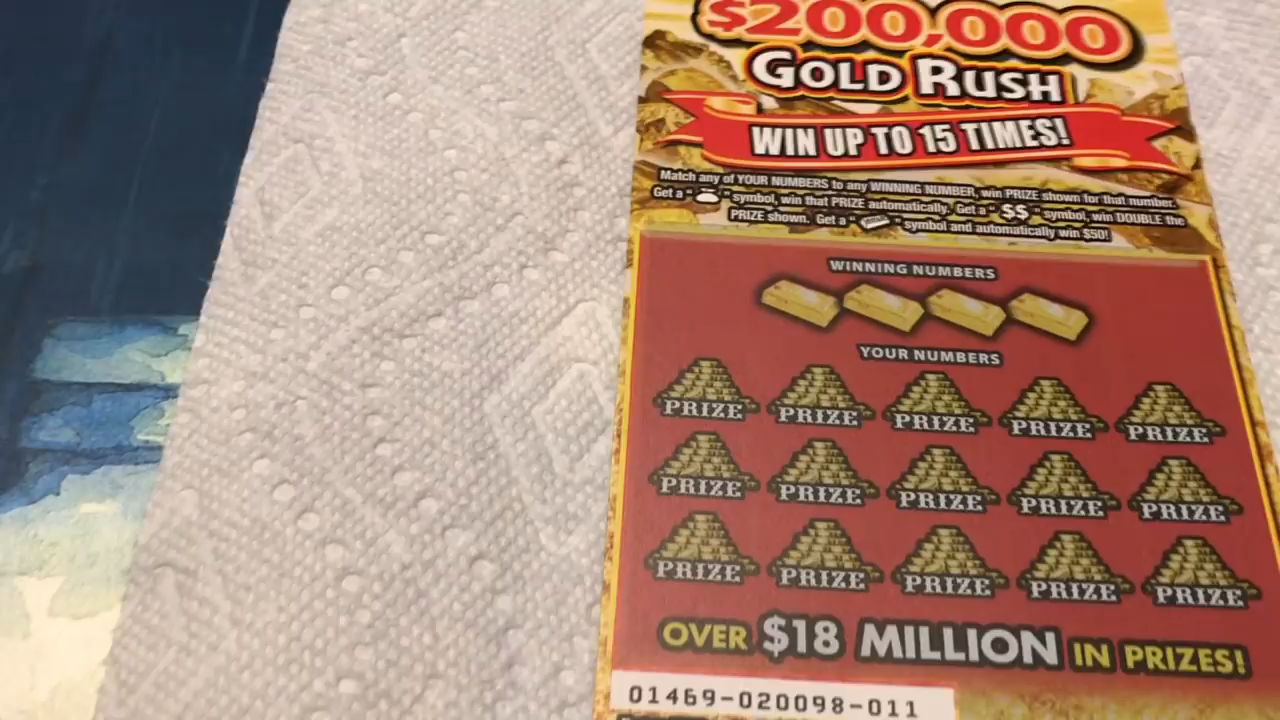 $200,000
GOLD RUSH
WIN UP TO 15 TIMES!
Match any of YOUR NUMBERS to any WINNING NUMBER, win PRIZE shown for that number.
Get a " " symbol, win that PRIZE automatically. Get a "$$" symbol, win DOUBLE the
PRIZE shown. Get a " " symbol and automatically win $50!
WINNING NUMBERS
YOUR NUMBERS
PRIZE PRIZE PRIZE PRIZE PRIZE
PRIZE PRIZE PRIZE PRIZE PRIZE
PRIZE PRIZE PRIZE PRIZE PRIZE
OVER $18 MILLION IN PRIZES!
01469-020098-011